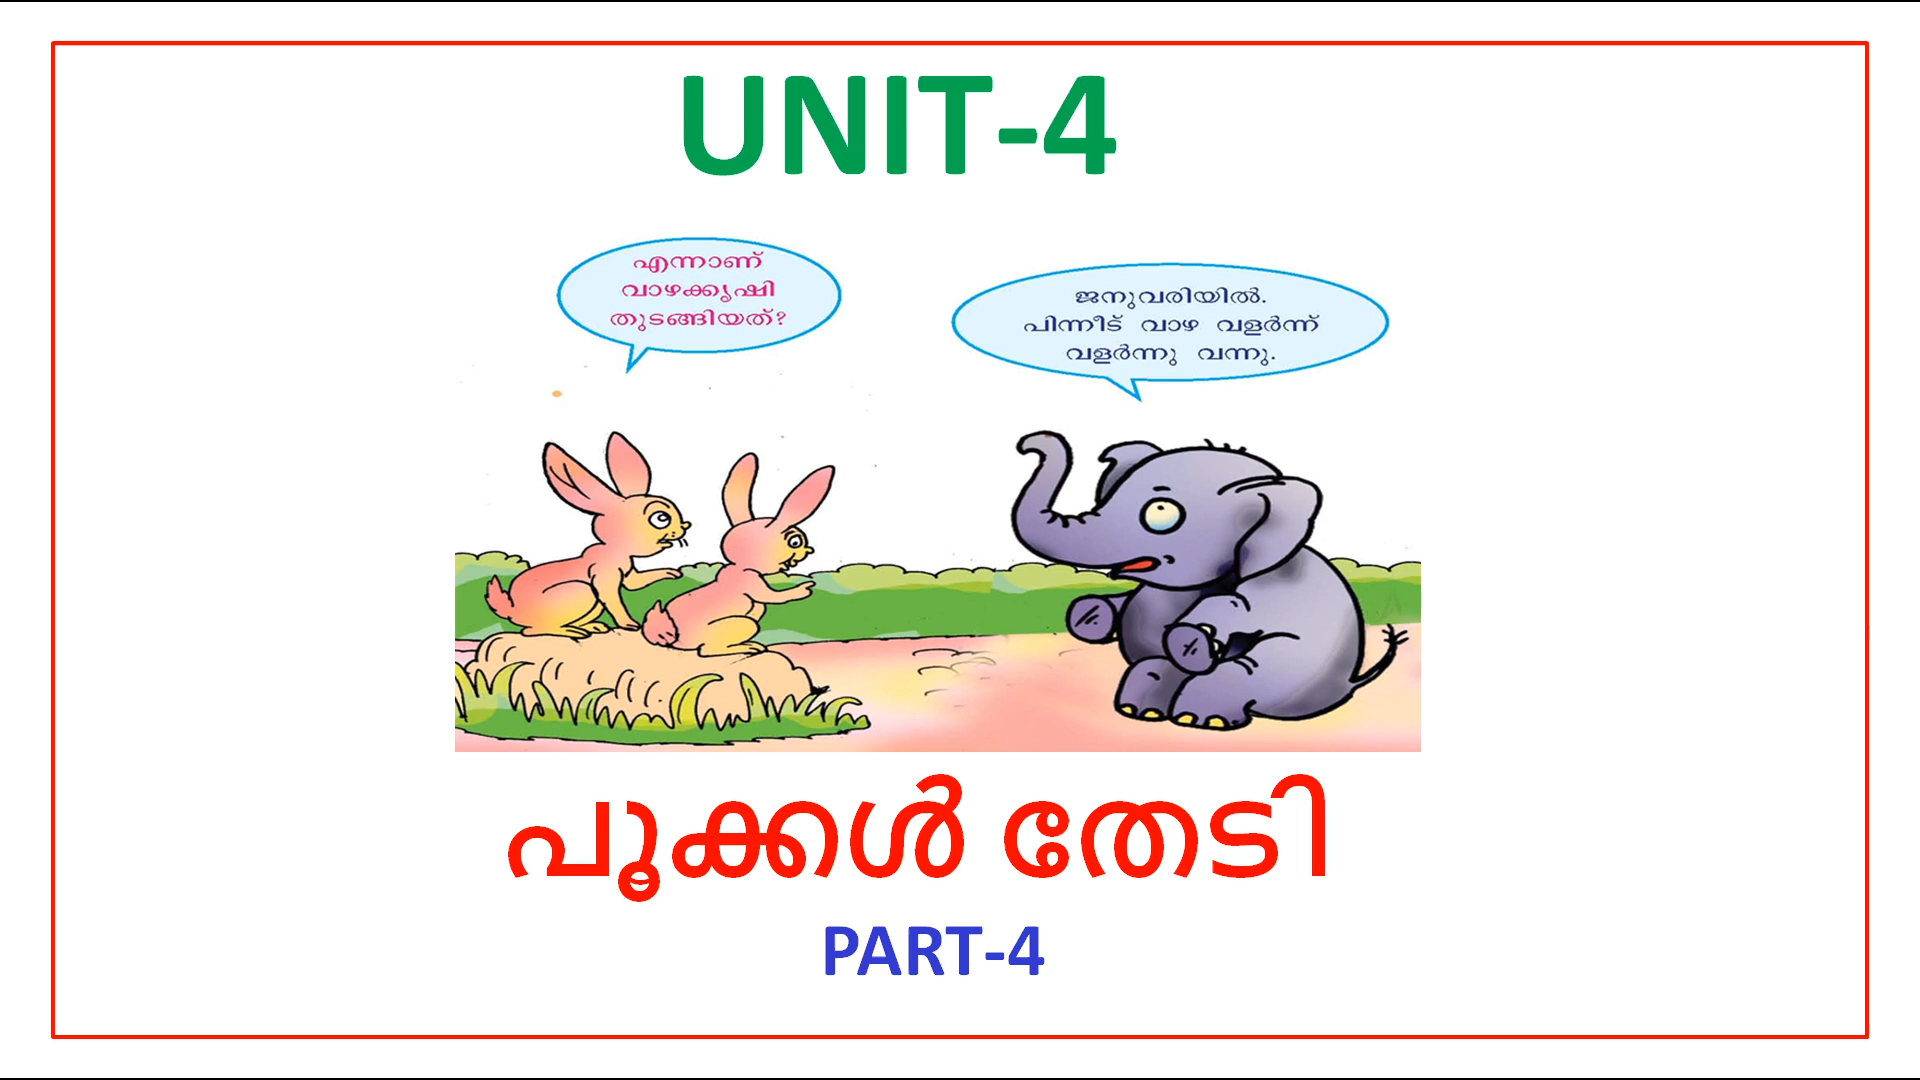 UNIT-4
എന്നാണ്
വാഴക്കൃഷി
തുടങ്ങിയത്?
ജനുവരിയിൽ.
പിന്നീട് വാഴ വളർന്ന്
വളർന്നു വന്നു.
പൂക്കൾ തേടി
PART-4